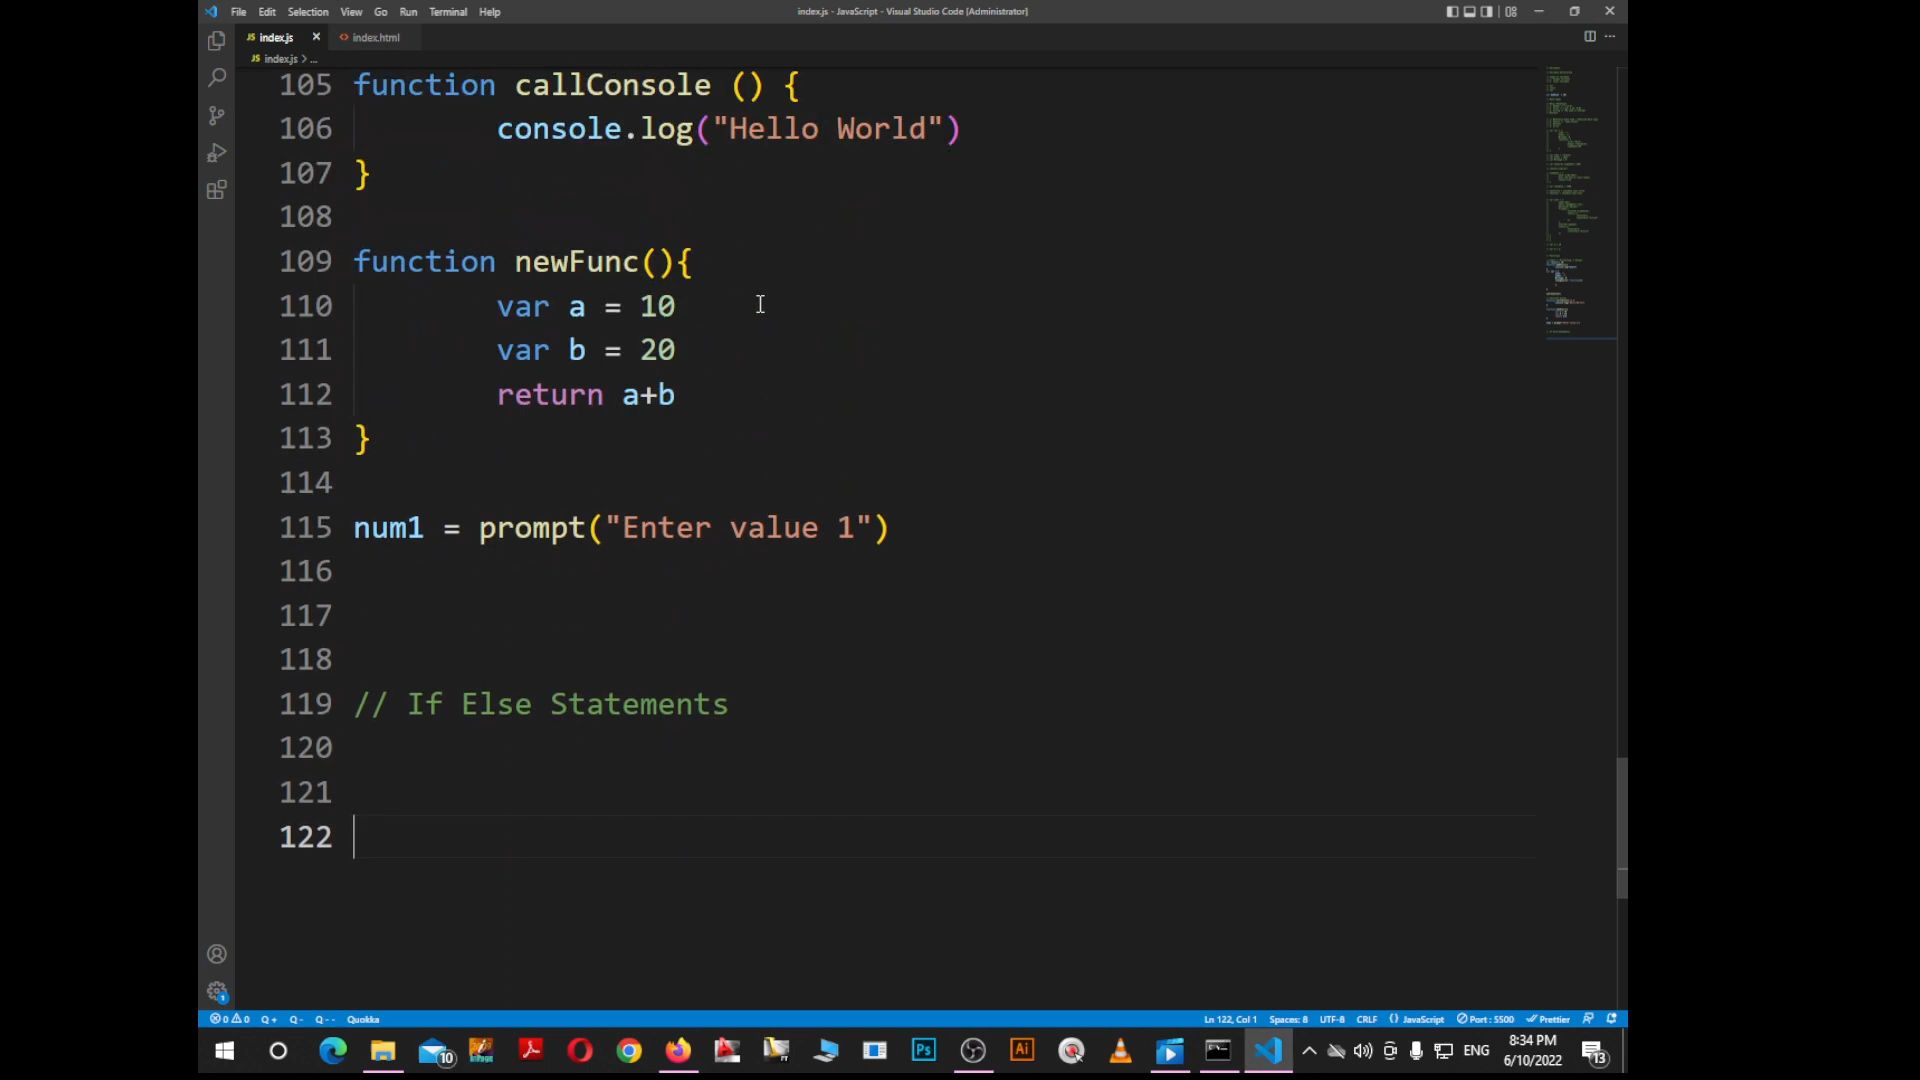 File Edit Selection View Go Run Terminal Help
index.js - JavaScript - Visual Studio Code [Administrator]
JS index.js × <> index.html
JS index.js > ...
105 function callConsole () {
106 console.log("Hello World")
107 }
108
109 function newFunc(){
110 var a = 10
111 var b = 20
112 return a+b
113 }
114
115 num1 = prompt("Enter value 1")
116
117
118
119 // If Else Statements
120
121
122
0 0 Q+ Q- Q-- Quokka
Ln 122, Col 1 Spaces: 8 UTF-8 CRLF {} JavaScript Port : 5500 Prettier
10 Ps Ai ENG 8:34 PM 13
6/10/2022